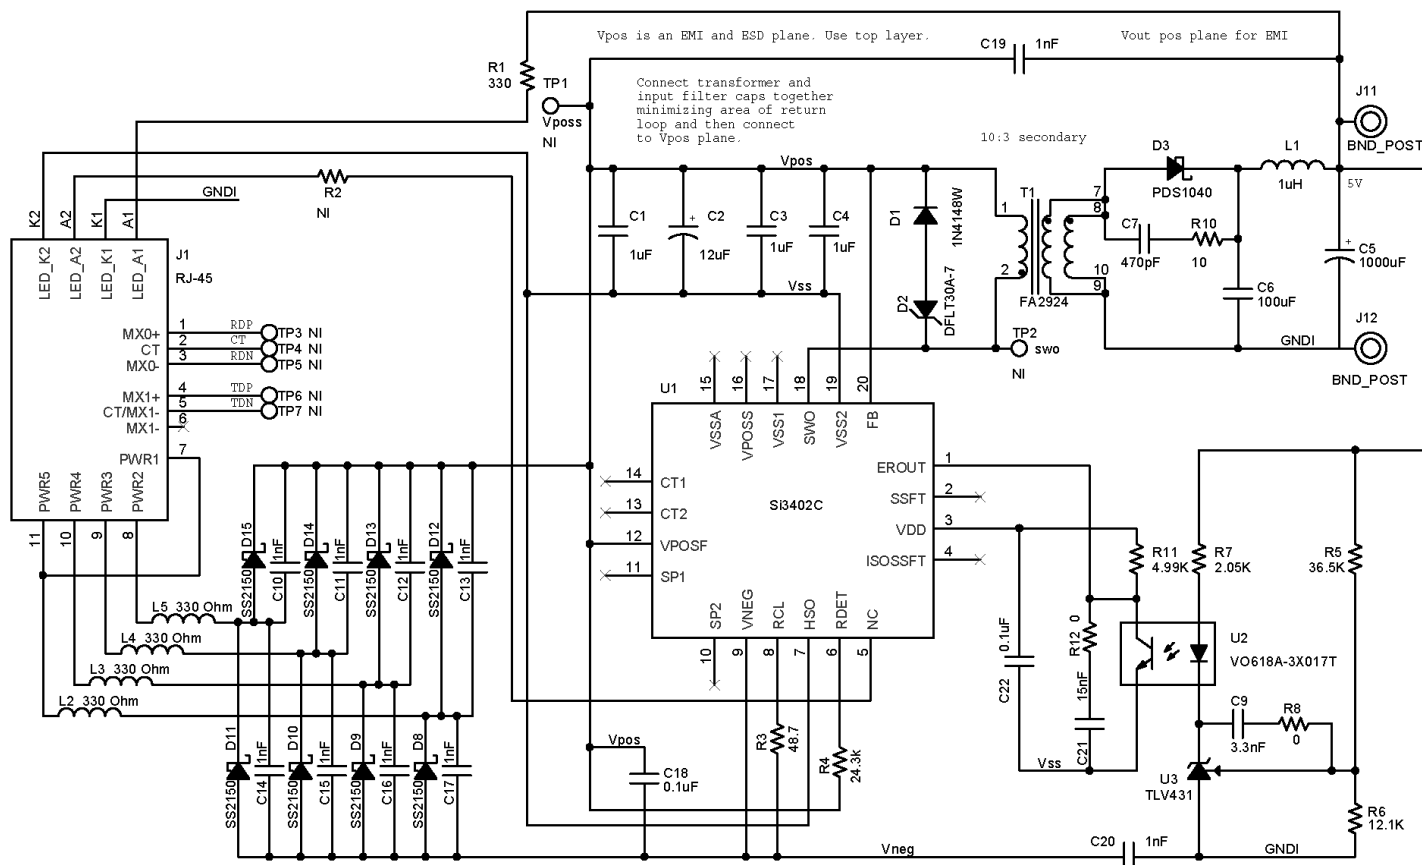 Vpos is an EMI and ESD plane. Use top layer.
C19 1nF
Vout pos plane for EMI
R1
330
TP1
Vposs
NI
Connect transformer and
input filter caps together
minimizing area of return
loop and then connect
to Vpos plane.
10:3 secondary
J11
BND_POST
D3
PDS1040
L1
1uH
5V
Vpos
GNDI
R2
NI
K2
A2
K1
A1
LED_K2
LED_A2
LED_K1
LED_A1
J1
RJ-45
C1
1uF
C2
12uF
+
C3
1uF
C4
1uF
D1
1N4148W
D2
DFLT30A-7
T1
1
2
7
8
10
9
FA2924
C7
470pF
R10
10
C6
100uF
C5
1000uF
+
Vss
TP2
swo
NI
GNDI
J12
BND_POST
MX0+ 1 RDP TP3 NI
CT 2 CT TP4 NI
MX0- 3 RDN TP5 NI
MX1+ 4 TDP TP6 NI
CT/MX1- 5 TDN TP7 NI
MX1- 6
PWR1 7
PWR5
PWR4
PWR3
PWR2
11
10
9
8
U1
Si3402C
15
16
17
18
19
20
VSSA
VPOSS
VSS1
SWO
VSS2
FB
14 CT1
13 CT2
12 VPOSF
11 SP1
EROUT 1
SSFT 2
VDD 3
ISOSSFT 4
SP2
VNEG
RCL
HSO
RDET
NC
10
9
8
7
6
5
D15
SS2150
1nF
C10
D14
SS2150
1nF
C11
D13
SS2150
1nF
C12
D12
SS2150
1nF
C13
L5 330 Ohm
L4 330 Ohm
L3 330 Ohm
L2 330 Ohm
D11
SS2150
1nF
C14
D10
SS2150
1nF
C15
D9
SS2150
1nF
C16
D8
SS2150
1nF
C17
Vpos
C18
0.1uF
R3
48.7
R4
24.3k
0.1uF
C22
R11
4.99K
R12 0
15nF
C21
Vss
R7
2.05K
R5
36.5K
U2
VO618A-3X017T
C9
3.3nF
R8
0
U3
TLV431
R6
12.1K
Vneg
C20 1nF
GNDI